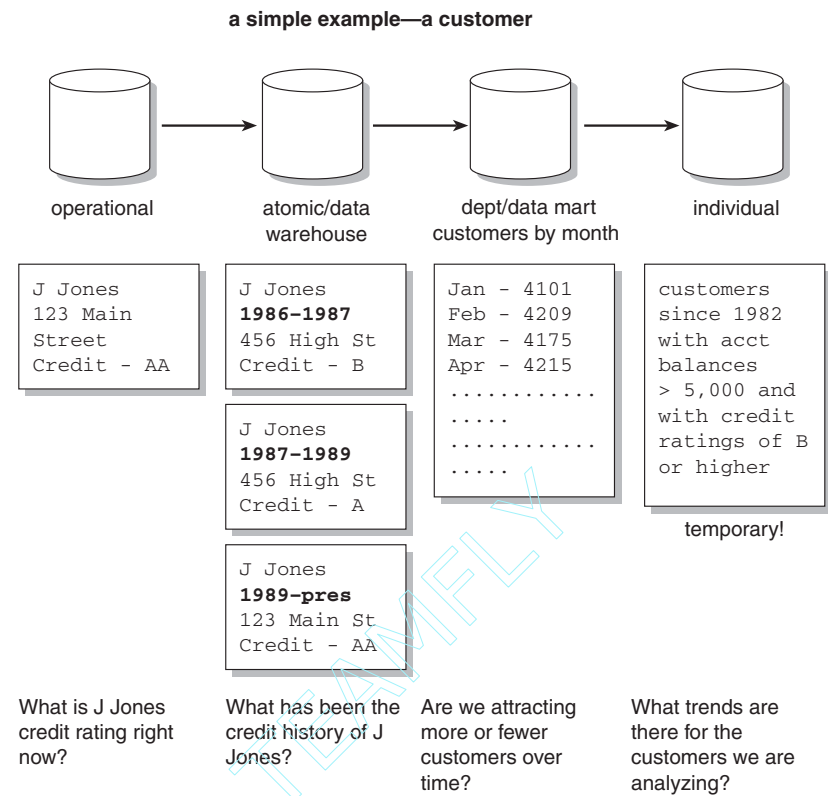 a simple example—a customer
operational
atomic/data
warehouse
dept/data mart
customers by month
individual
J Jones
123 Main
Street
Credit - AA
J Jones
1986–1987
456 High St
Credit - B
J Jones
1987–1989
456 High St
Credit - A
J Jones
1989–pres
123 Main St
Credit - AA
Jan - 4101
Feb - 4209
Mar - 4175
Apr - 4215
............
.....
............
.....
customers
since 1982
with acct
balances
> 5,000 and
with credit
ratings of B
or higher
temporary!
What is J Jones
credit rating right
now?
What has been the
credit history of J
Jones?
Are we attracting
more or fewer
customers over
time?
What trends are
there for the
customers we are
analyzing?
TEAMFLY